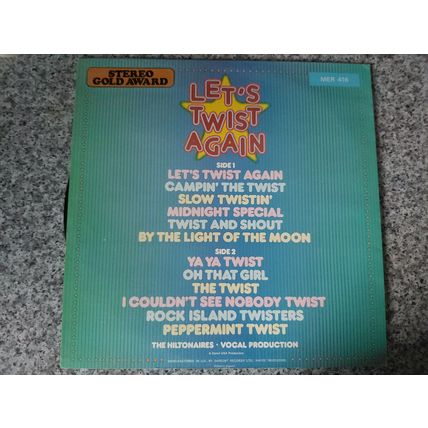 STEREO
GOLD AWARD
MER 416
LET'S
TWIST
AGAIN
SIDE 1
LET'S TWIST AGAIN
CAMPIN' THE TWIST
SLOW TWISTIN'
MIDNIGHT SPECIAL
TWIST AND SHOUT
BY THE LIGHT OF THE MOON
SIDE 2
YA YA TWIST
OH THAT GIRL
THE TWIST
I COULDN'T SEE NOBODY TWIST
ROCK ISLAND TWISTERS
PEPPERMINT TWIST
THE HILTONAIRES • VOCAL PRODUCTION